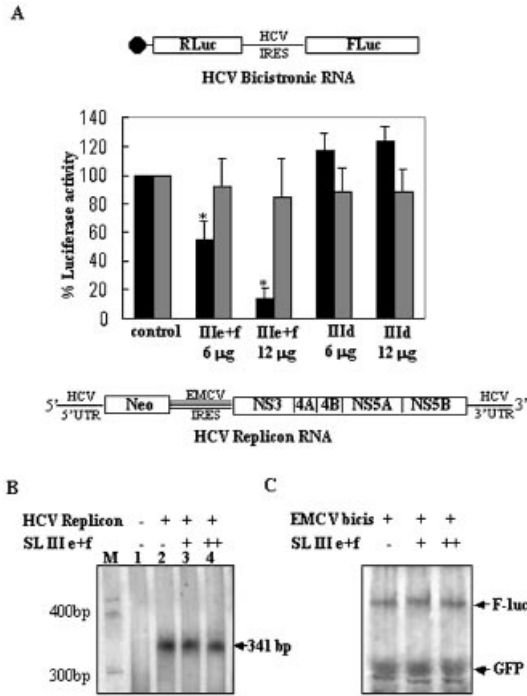 A
RLuc HCV IRES FLuc
HCV Bicistronic RNA
% Luciferase activity
140
120
100
80
60
40
20
0
* *
control IIIe+f 6 µg IIIe+f 12 µg IIId 6 µg IIId 12 µg
5' HCV 5'UTR Neo EMCV IRES NS3 4A 4B NS5A NS5B HCV 3'UTR 3'
HCV Replicon RNA
B
HCV Replicon - + + +
SL III e+f + ++
M 1 2 3 4
400bp
300bp
341 bp
C
EMCV bicis + + +
SL III e+f - + ++
F-luc
GFP